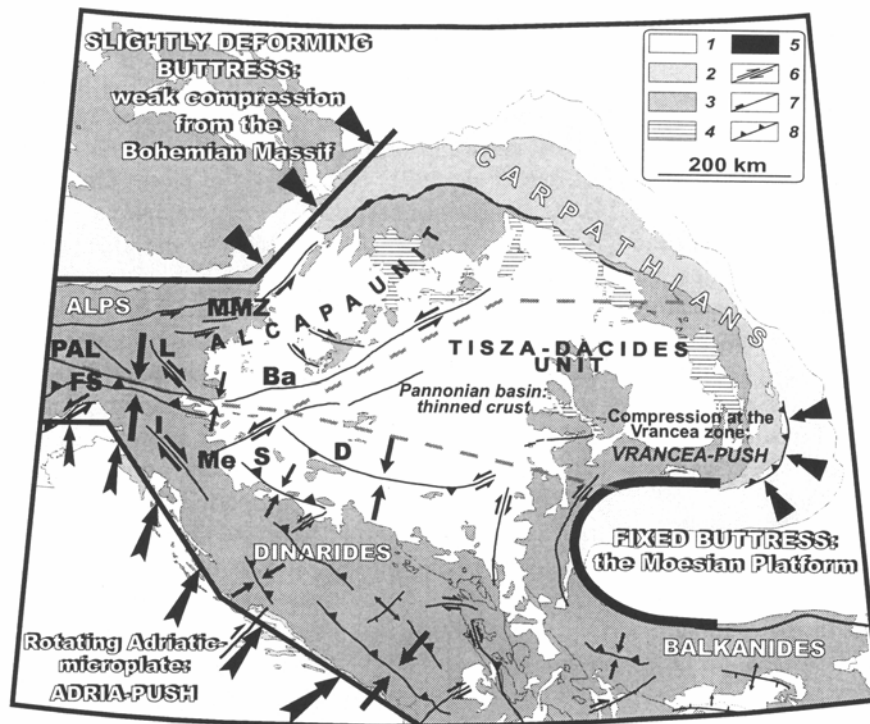 SLIGHTLY DEFORMING
BUTTRESS:
weak compression
from the
Bohemian Massif
1
2
3
4
5
6
7
8
200 km
CARPATHIANS
ALCAPA UNIT
ALPS
MMZ
PAL
L
FS
Ba
TISZA-DACIDES
UNIT
Pannonian basin:
thinned crust
Compression at the
Vrancea zone:
VRANCEA-PUSH
I
Me
S
D
DINARIDES
FIXED BUTTRESS:
the Moesian Platform
Rotating Adriatic-
microplate:
ADRIA-PUSH
BALKANIDES